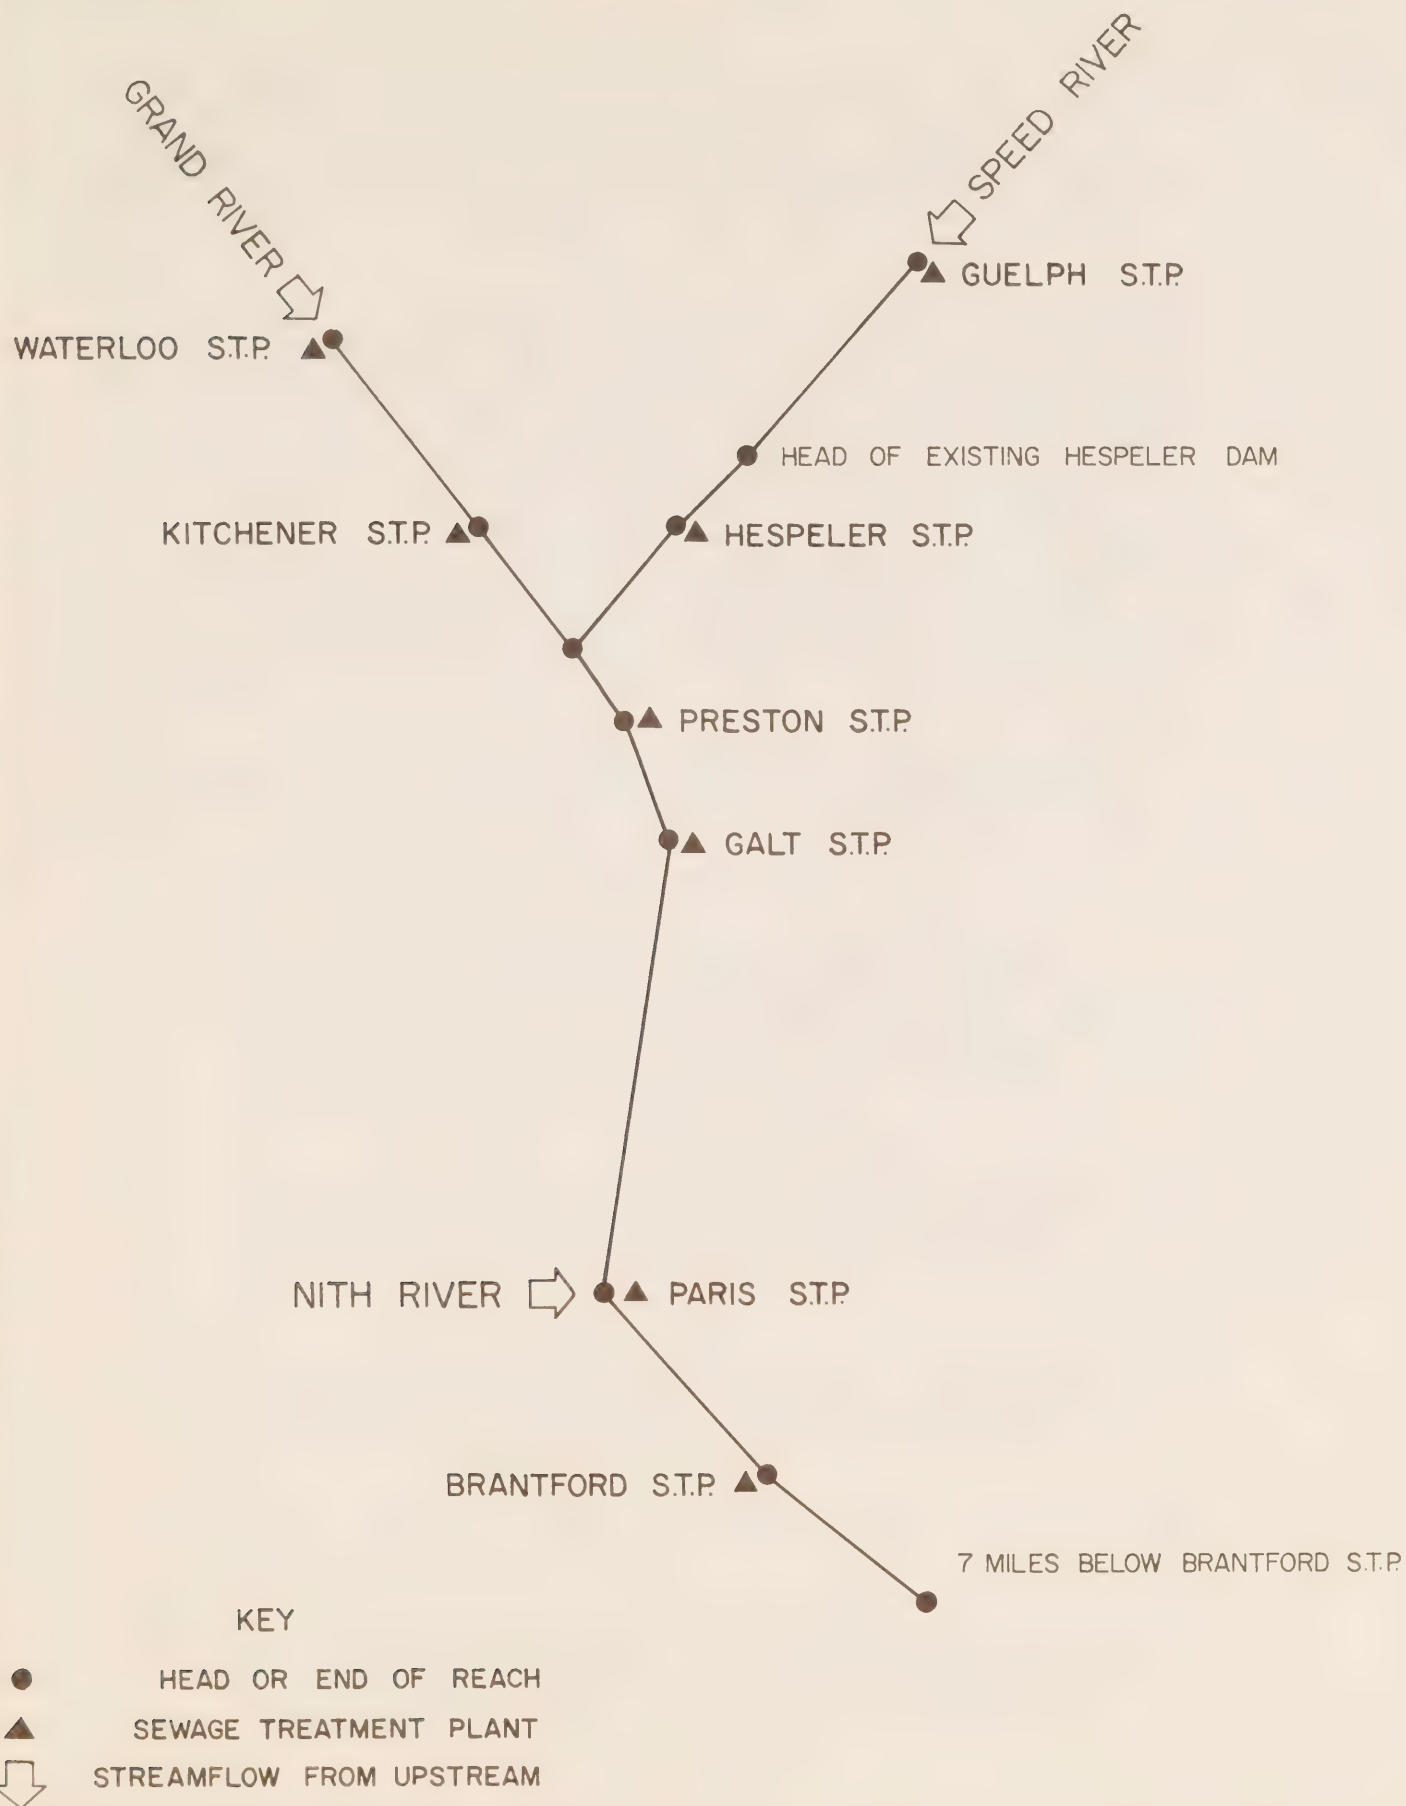 GRAND RIVER
SPEED RIVER
GUELPH S.T.P.
WATERLOO S.T.P.
HEAD OF EXISTING HESPELER DAM
KITCHENER S.T.P.
HESPELER S.T.P.
PRESTON S.T.P.
GALT S.T.P.
NITH RIVER
PARIS S.T.P.
BRANTFORD S.T.P.
7 MILES BELOW BRANTFORD S.T.P.
KEY
HEAD OR END OF REACH
SEWAGE TREATMENT PLANT
STREAMFLOW FROM UPSTREAM